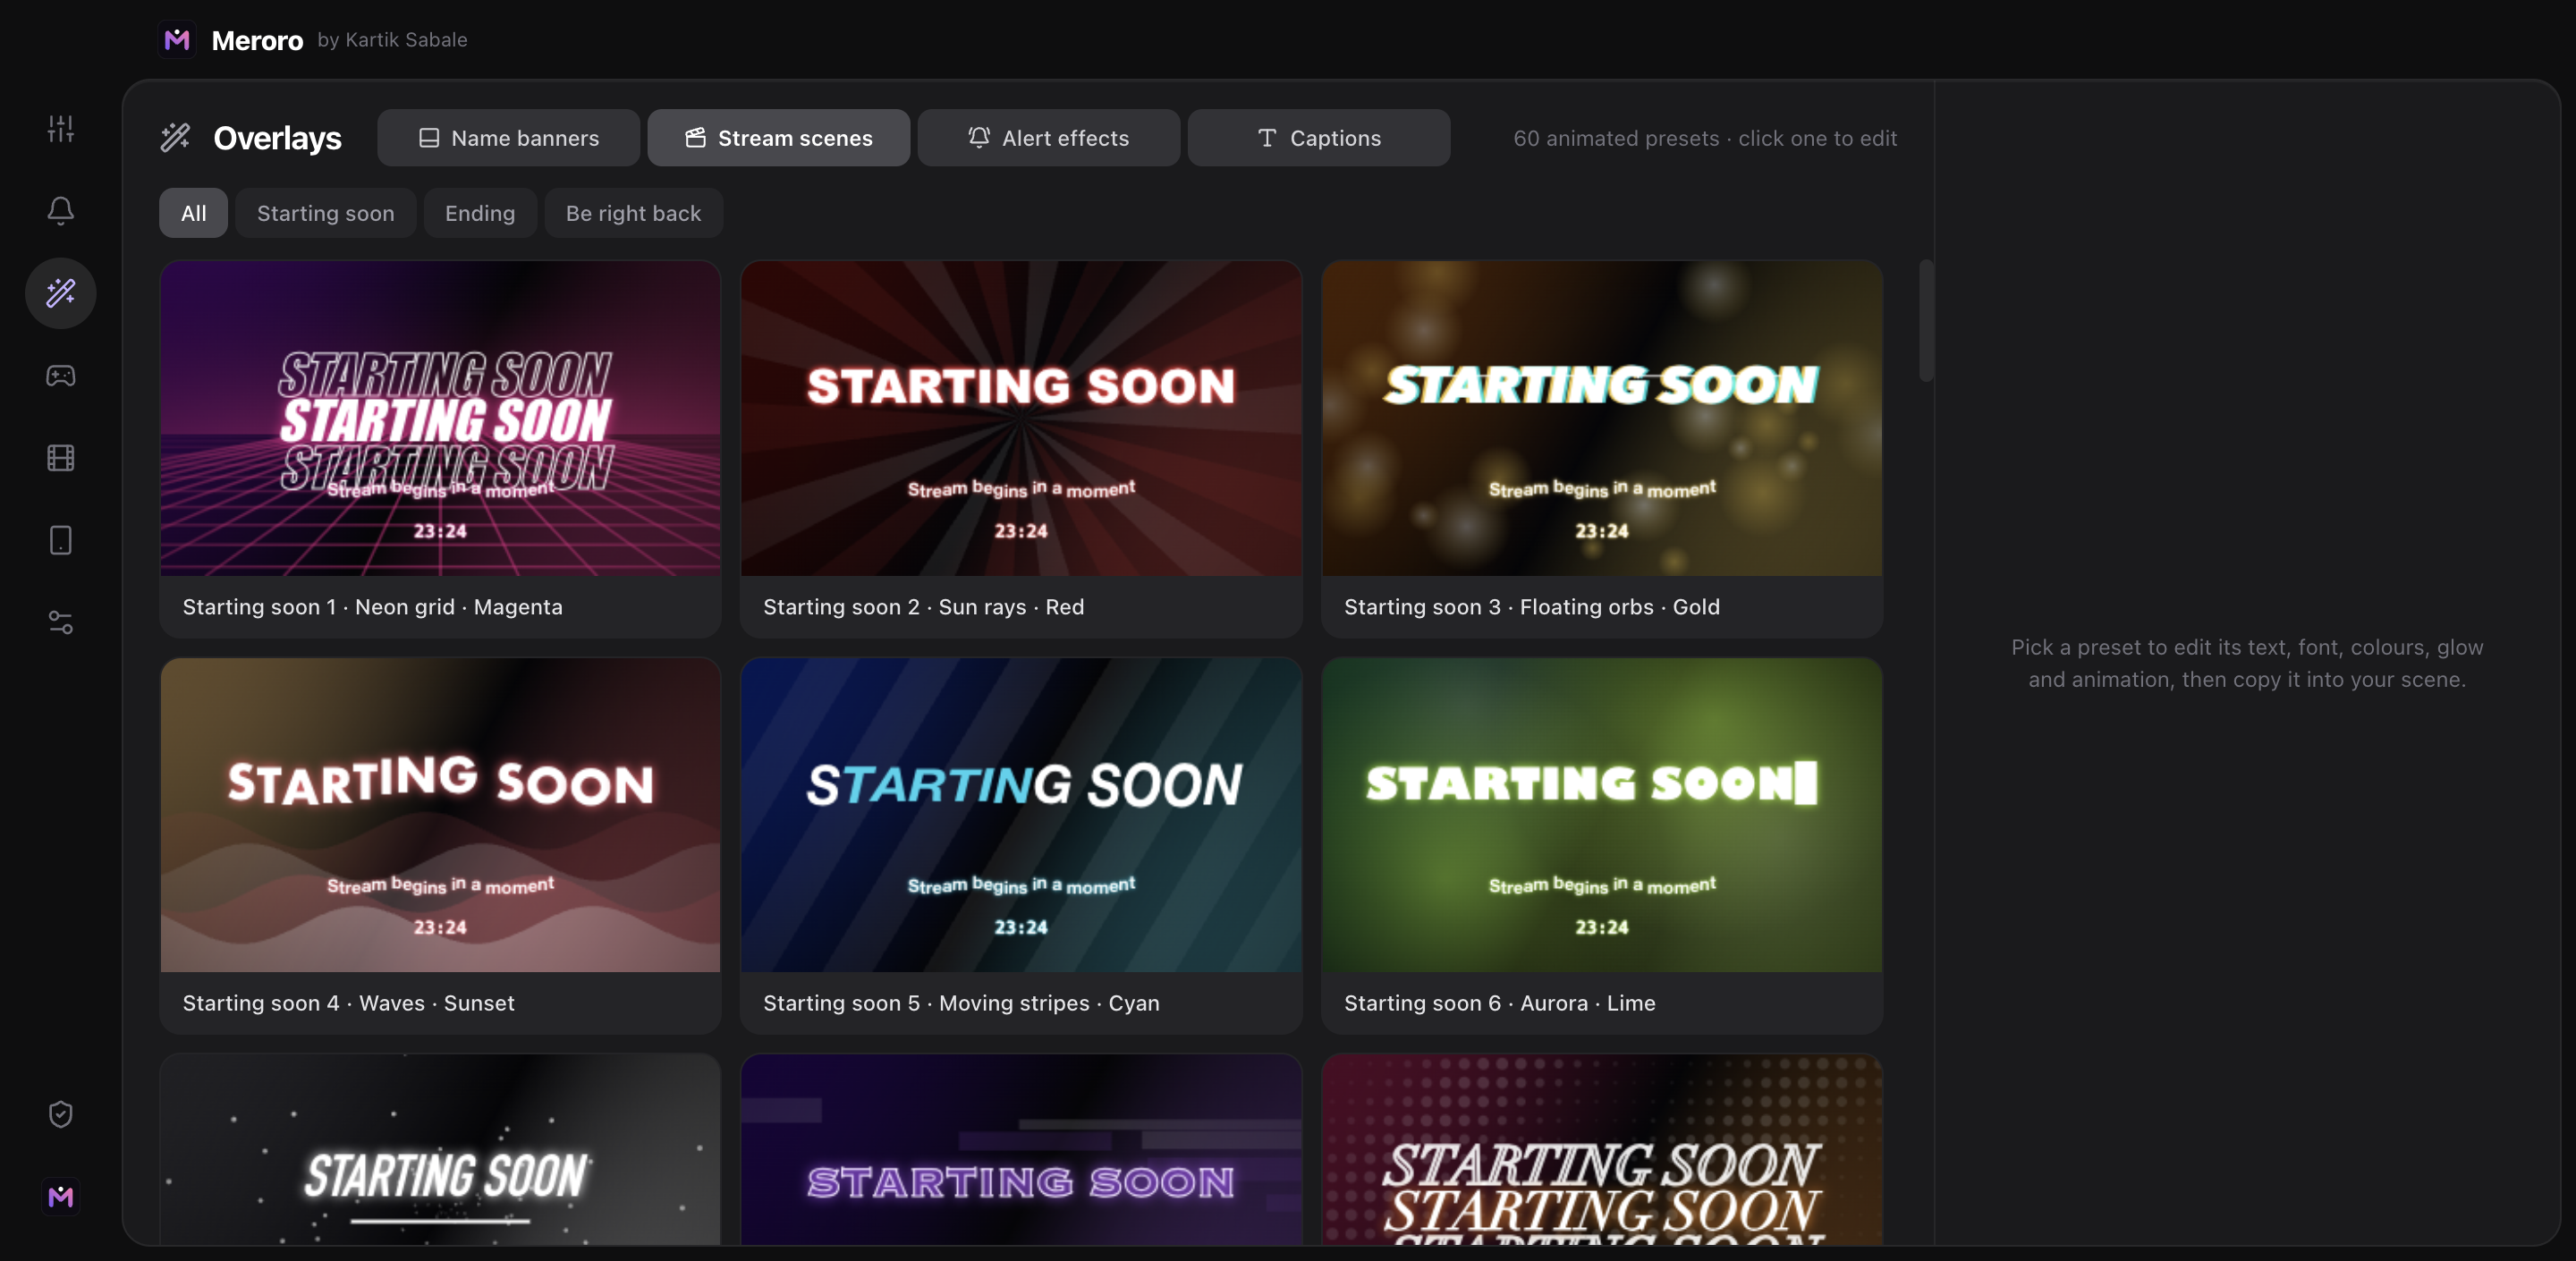 Meroro by Kartik Sabale
Overlays
Name banners
Stream scenes
Alert effects
Captions
60 animated presets · click one to edit
All
Starting soon
Ending
Be right back
STARTING SOON
STARTING SOON
STARTING SOON
Stream begins in a moment
23:24
Starting soon 1 · Neon grid · Magenta
STARTING SOON
Stream begins in a moment
23:24
Starting soon 2 · Sun rays · Red
STARTING SOON
Stream begins in a moment
23:24
Starting soon 3 · Floating orbs · Gold
STARTING SOON
Stream begins in a moment
23:24
Starting soon 4 · Waves · Sunset
STARTING SOON
Stream begins in a moment
23:24
Starting soon 5 · Moving stripes · Cyan
STARTING SOON
Stream begins in a moment
23:24
Starting soon 6 · Aurora · Lime
STARTING SOON
STARTING SOON
STARTING SOON
STARTING SOON
STARTING SOON
Pick a preset to edit its text, font, colours, glow
and animation, then copy it into your scene.